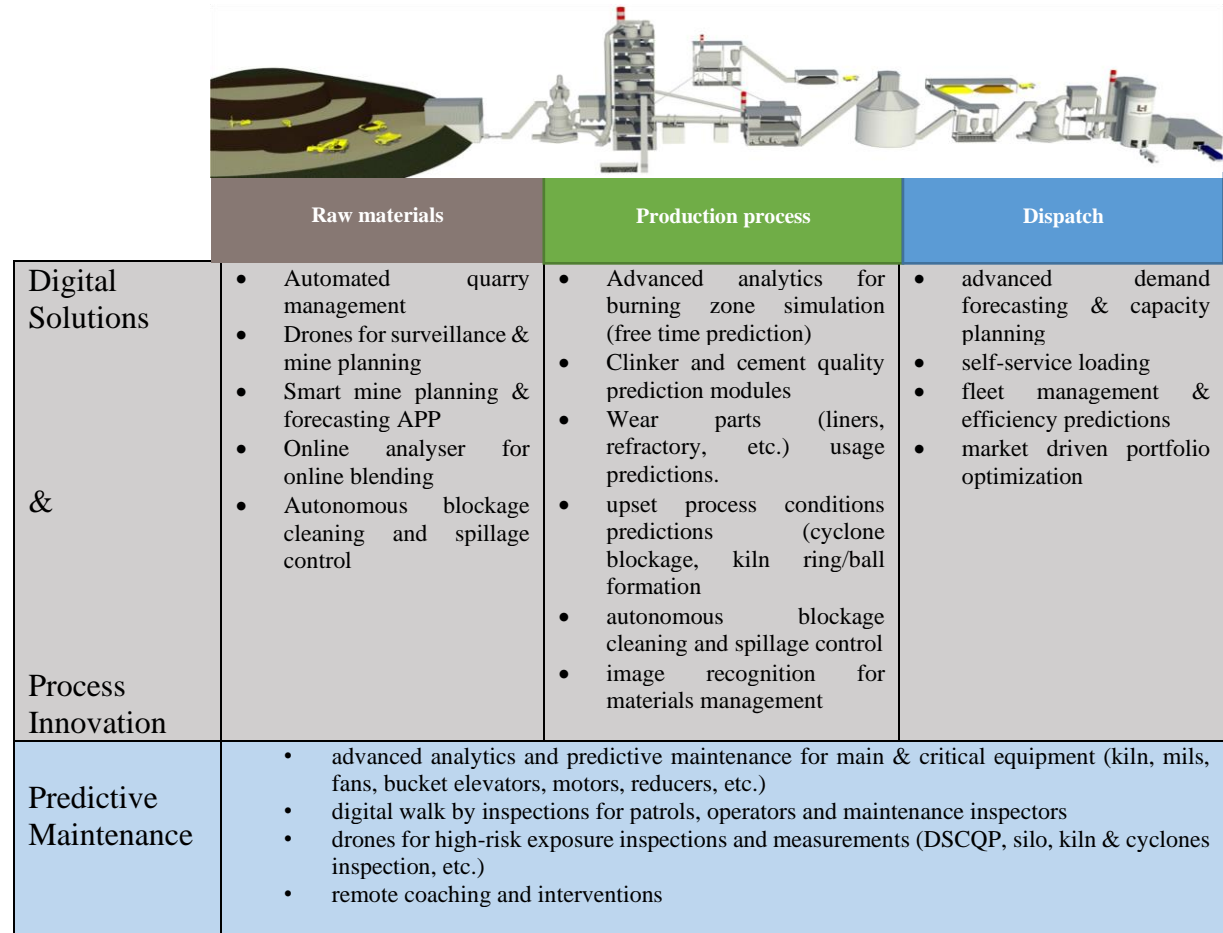 Raw materials
Production process
Dispatch
Digital
Solutions
&
Process
Innovation
• Automated quarry
management
• Drones for surveillance &
mine planning
• Smart mine planning &
forecasting APP
• Online analyser for
online blending
• Autonomous blockage
cleaning and spillage
control
• Advanced analytics for
burning zone simulation
(free time prediction)
• Clinker and cement quality
prediction modules
• Wear parts (liners,
refractory, etc.) usage
predictions.
• upset process conditions
predictions (cyclone
blockage, kiln ring/ball
formation
• autonomous blockage
cleaning and spillage control
• image recognition for
materials management
• advanced demand
forecasting & capacity
planning
• self-service loading
• fleet management &
efficiency predictions
• market driven portfolio
optimization
Predictive
Maintenance
• advanced analytics and predictive maintenance for main & critical equipment (kiln, mils,
fans, bucket elevators, motors, reducers, etc.)
• digital walk by inspections for patrols, operators and maintenance inspectors
• drones for high-risk exposure inspections and measurements (DSCQP, silo, kiln & cyclones
inspection, etc.)
• remote coaching and interventions